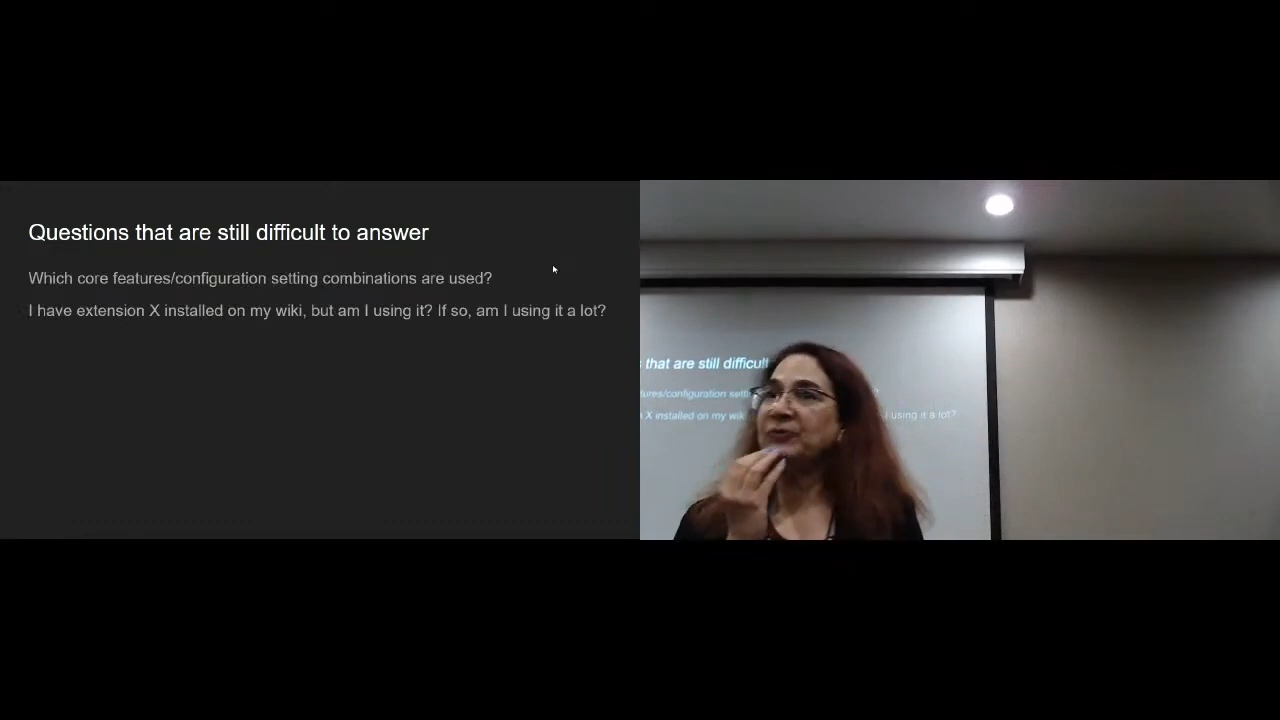 Questions that are still difficult to answer
Which core features/configuration setting combinations are used?
I have extension X installed on my wiki, but am I using it? If so, am I using it a lot?
that are still difficult
features/configuration
X installed on my wiki
I using it a lot?